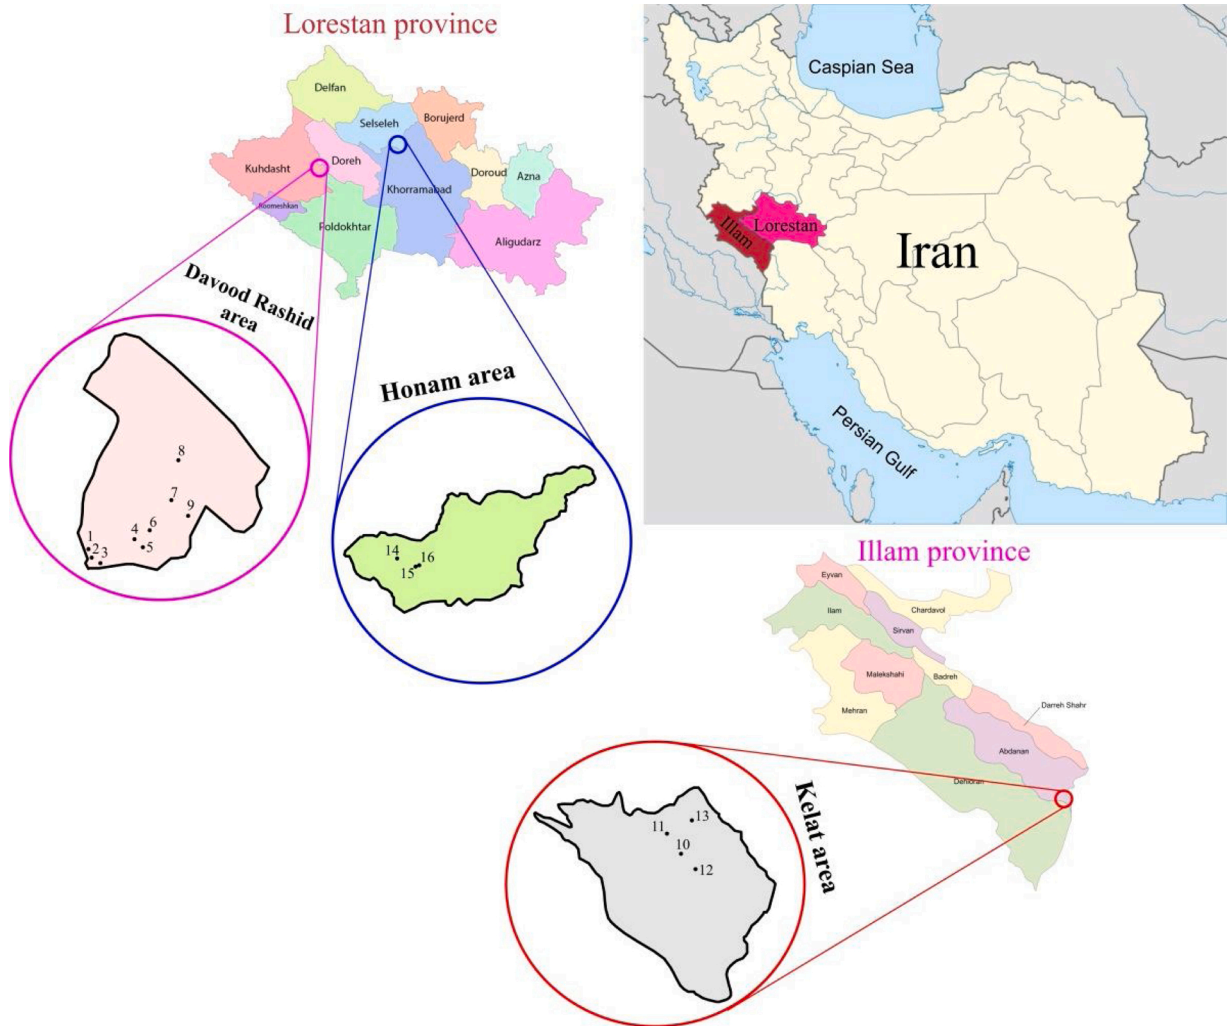 Lorestan province
Delfan
Selseleh
Borujerd
Kuhdasht
Doreh
Khorramabad
Doroud
Azna
Roomeshkan
Poldokhtar
Aligudarz
Davood Rashid
area
8
7
9
6
4
5
1
2
3
Honam area
14
16
15
Caspian Sea
Illam
Lorestan
Iran
Persian Gulf
Illam province
Eyvan
Chardavol
Ilam
Sirvan
Malekshahi
Badreh
Mehran
Darreh Shahr
Abdanan
Dehloran
Kelat area
13
11
10
12